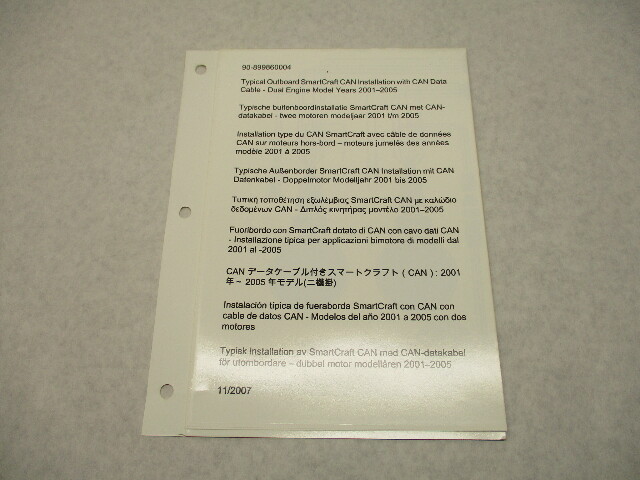 90-899860004
Typical Outboard SmartCraft CAN Installation with CAN Data
Cable - Dual Engine Model Years 2001–2005
Typische buitenboordinstallatie SmartCraft CAN met CAN-
datakabel - twee motoren modeljaar 2001 t/m 2005
Installation type du CAN SmartCraft avec câble de données
CAN sur moteurs hors-bord – moteurs jumelés des années
modèle 2001 à 2005
Typische Außenborder SmartCraft CAN Installation mit CAN
Datenkabel - Doppelmotor Modelljahr 2001 bis 2005
Τυπική τοποθέτηση εξωλέμβιας SmartCraft CAN με καλώδιο
δεδομένων CAN - Διπλός κινητήρας μοντέλο 2001–2005
Fuoribordo con SmartCraft dotato di CAN con cavo dati CAN
- Installazione tipica per applicazioni bimotore di modelli dal
2001 al -2005
CAN データケーブル付きスマートクラフト ( CAN ) : 2001
年 ~ 2005 年モデル(二機掛)
Instalación típica de fueraborda SmartCraft con CAN con
cable de datos CAN - Modelos del año 2001 a 2005 con dos
motores
Typisk installation av SmartCraft CAN med CAN-datakabel
för utombordare – dubbel motor modellåren 2001–2005
11/2007